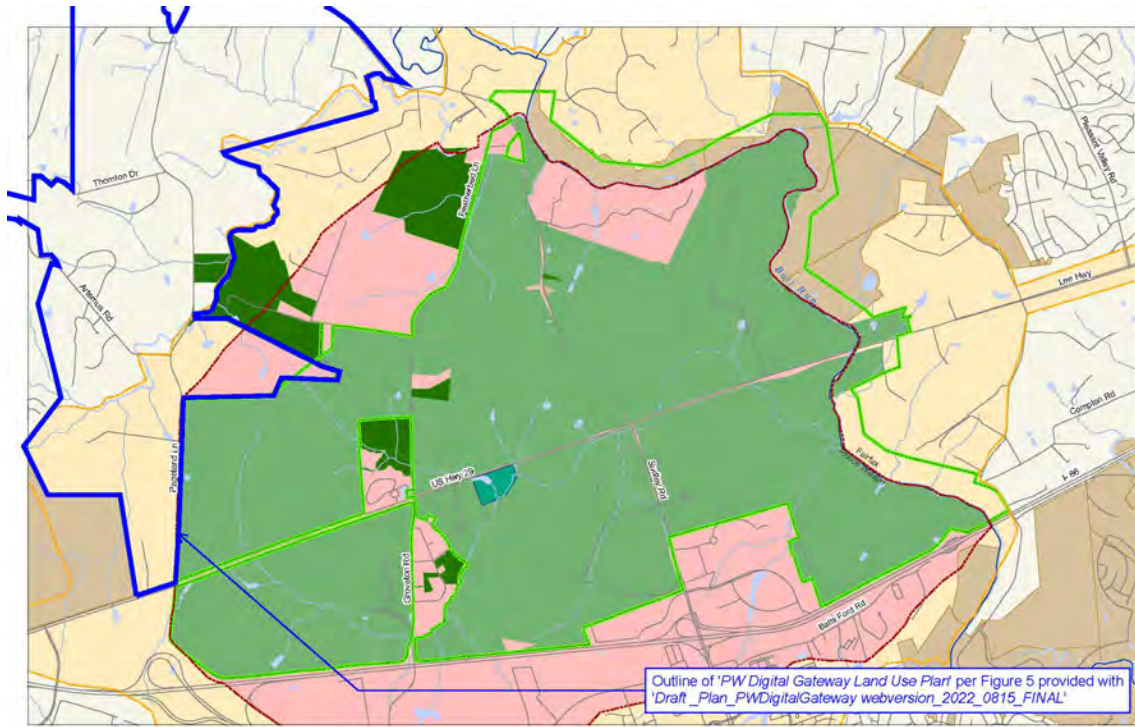 Pleasant Valley Rd
Thornton Dr
Featherbed Ln
Artemus Rd
Bull Run
Lee Hwy
Compton Rd
Pageland Ln
US Hwy 29
Sudley Rd
Fairfax
I- 66
Groveton Rd
Balls Ford Rd
Outline of 'PW Digital Gateway Land Use Plan' per Figure 5 provided with
'Draft _Plan_PWDigitalGateway webversion_2022_0815_FINAL'